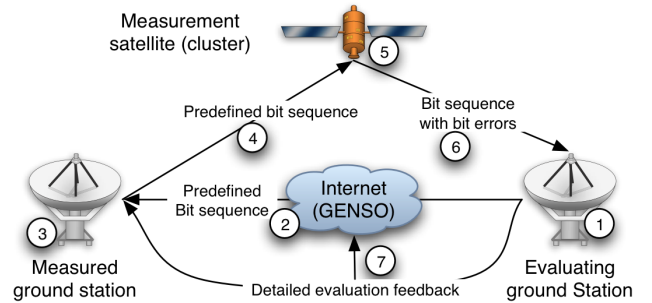 Measurement
satellite (cluster)
5
Predefined bit sequence
4
Bit sequence
with bit errors
6
Predefined
Bit sequence
2
Internet
(GENSO)
3
1
7
Measured
ground station
Detailed evaluation feedback
Evaluating
ground Station